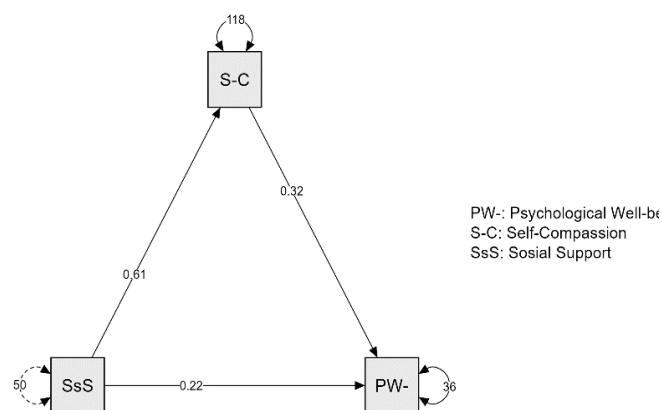 118
S-C
0.32
PW-: Psychological Well-be
S-C: Self-Compassion
SsS: Sosial Support
0.61
50
SsS
0.22
PW-
36